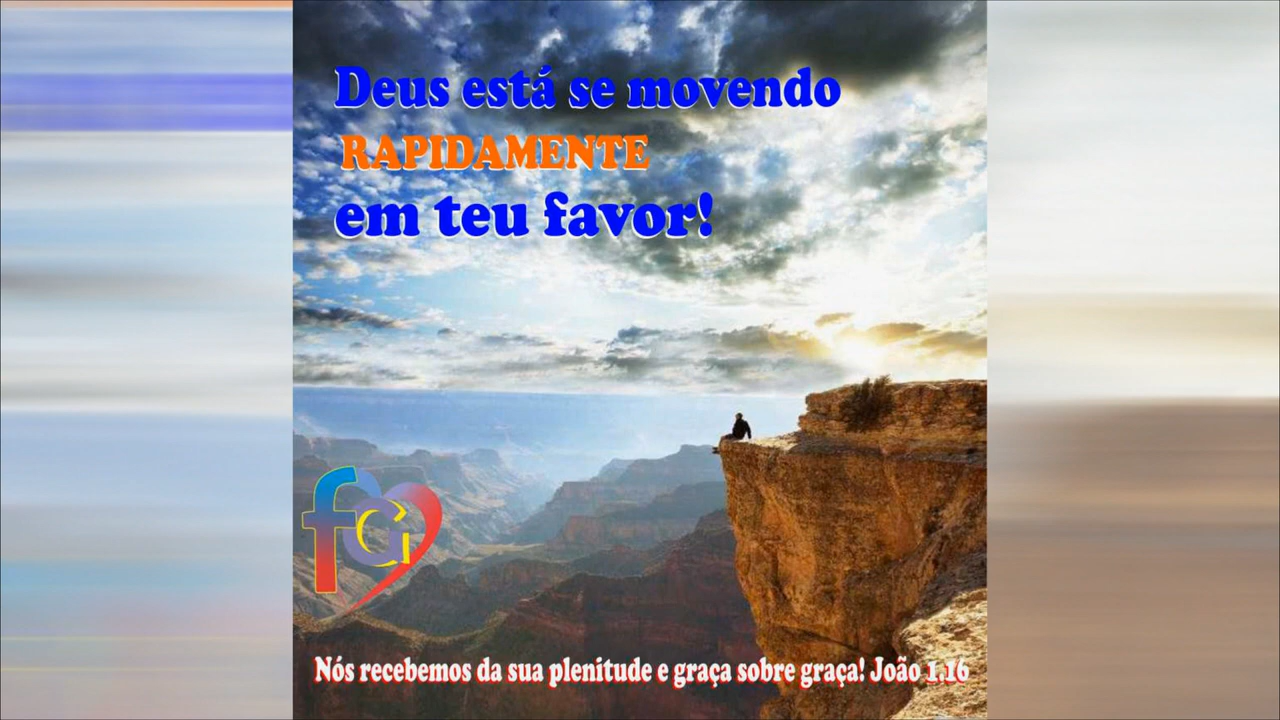 Deus está se movendo
RAPIDAMENTE
em teu favor!
fG
Nós recebemos da sua plenitude e graça sobre graça! João 1.16